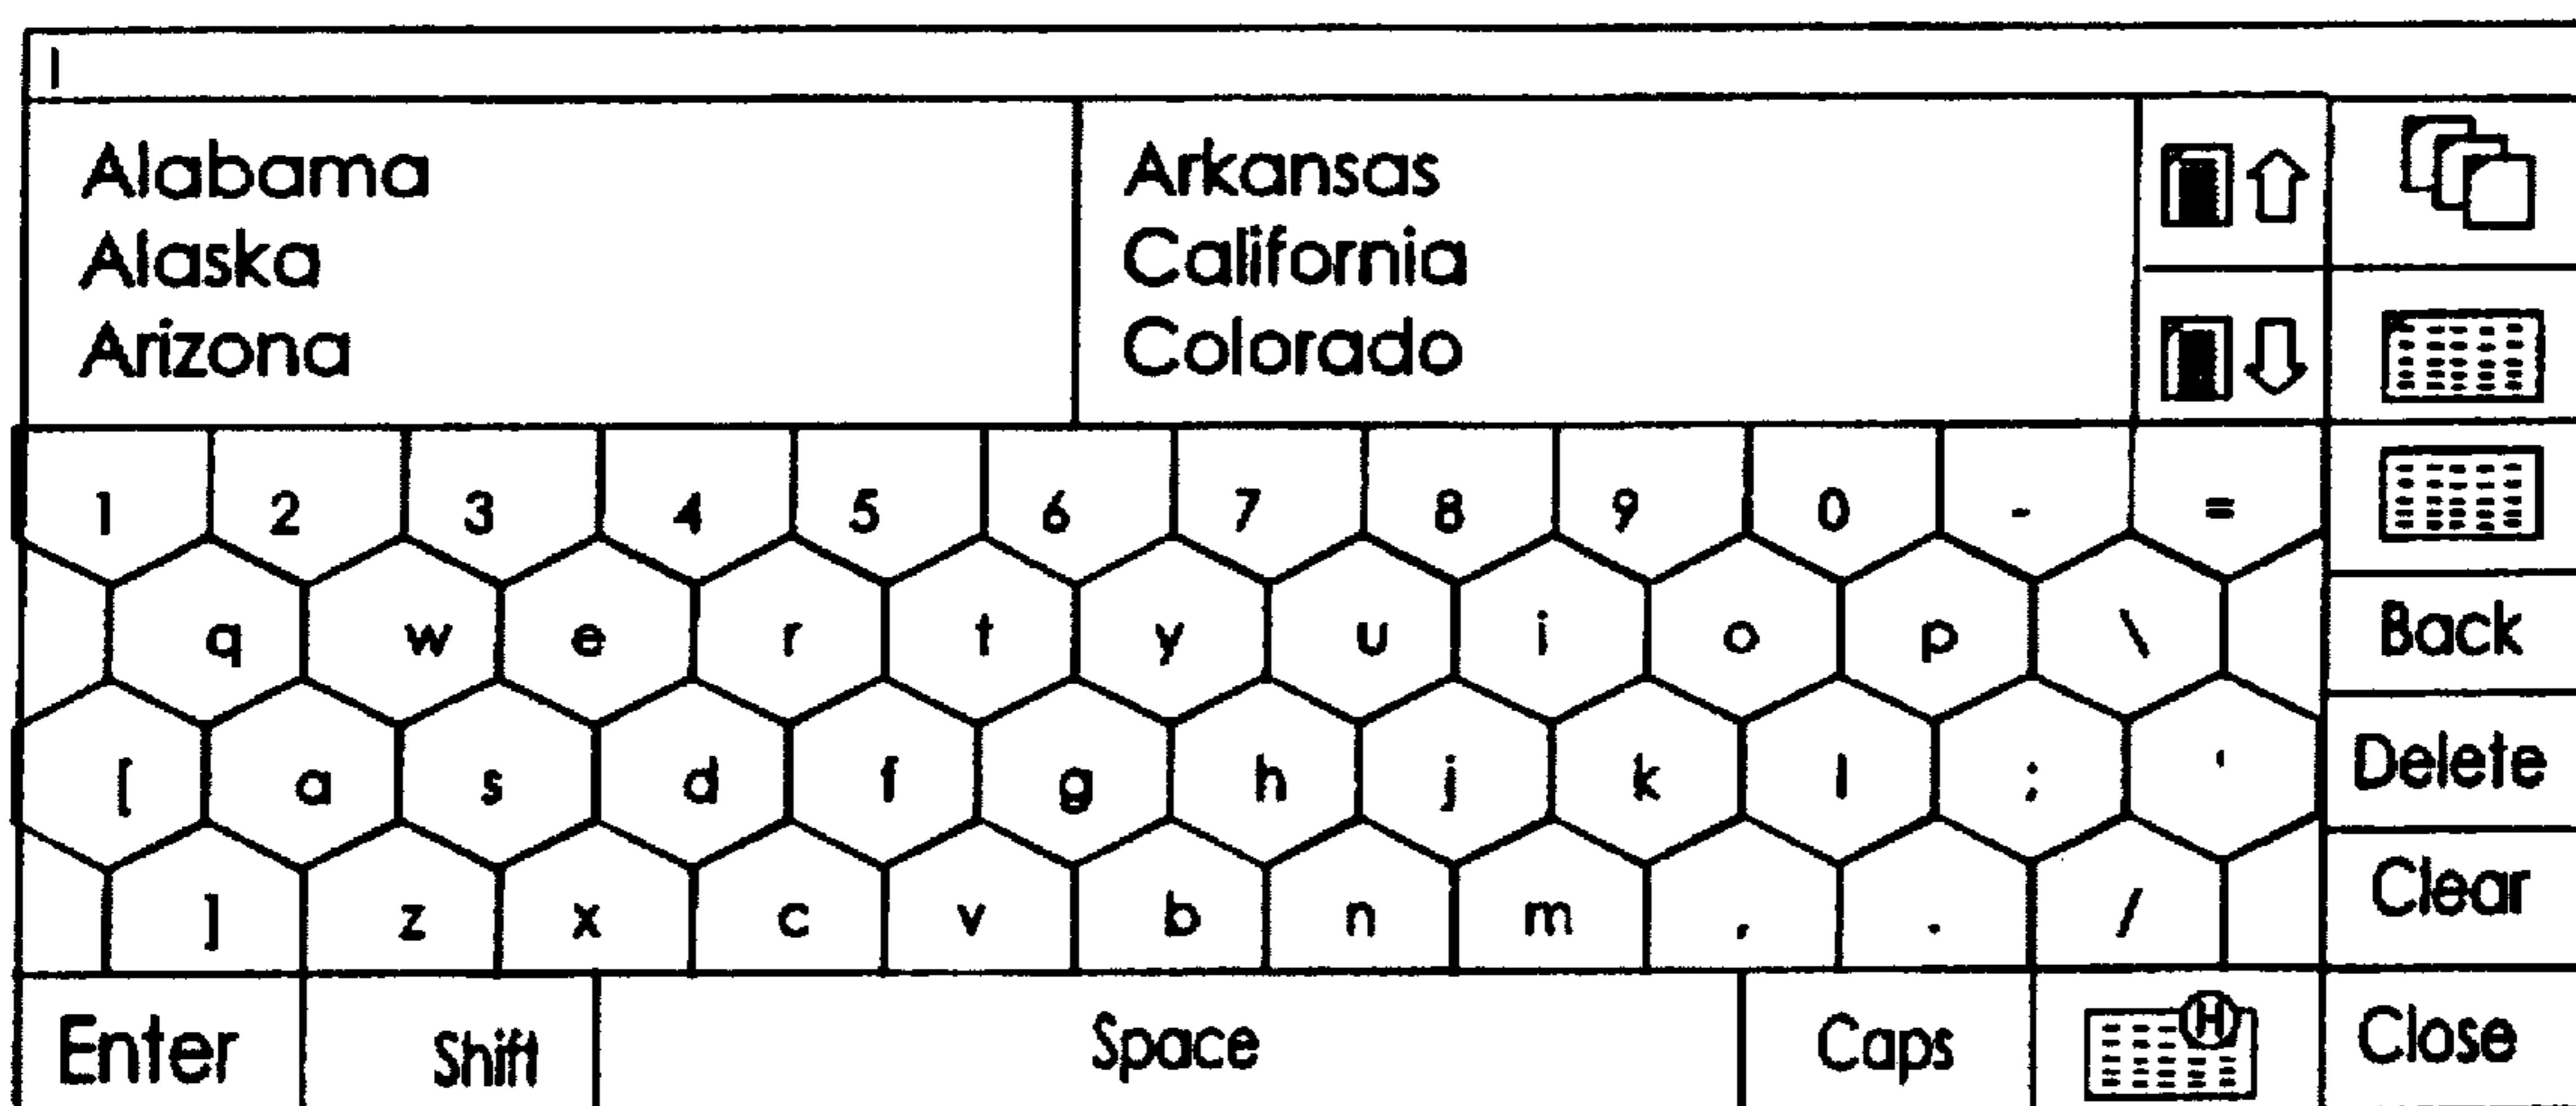 |
Alabama Arkansas
Alaska California
Arizona Colorado
1 2 3 4 5 6 7 8 9 0 - =
q w e r t y u i o p \ Back
[ a s d f g h j k l ; ' Delete
] z x c v b n m , . / Clear
Enter Shift Space Caps H Close